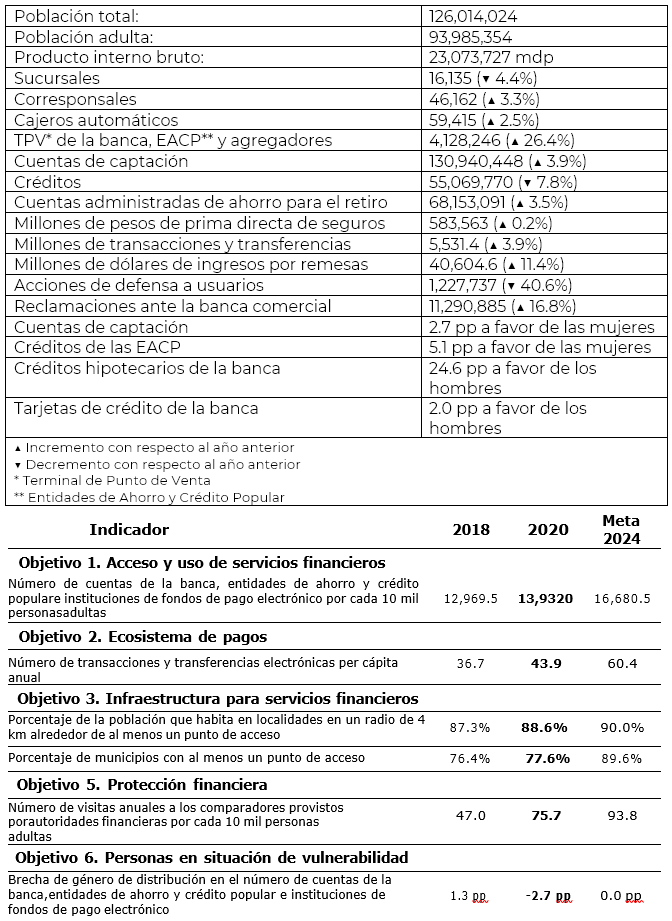 Población total: 126,014,024
Población adulta: 93,985,354
Producto interno bruto: 23,073,727 mdp
Sucursales 16,135 (▼ 4.4%)
Corresponsales 46,162 (▲ 3.3%)
Cajeros automáticos 59,415 (▲ 2.5%)
TPV* de la banca, EACP** y agregadores 4,128,246 (▲ 26.4%)
Cuentas de captación 130,940,448 (▲ 3.9%)
Créditos 55,069,770 (▼ 7.8%)
Cuentas administradas de ahorro para el retiro 68,153,091 (▲ 3.5%)
Millones de pesos de prima directa de seguros 583,563 (▲ 0.2%)
Millones de transacciones y transferencias 5,531.4 (▲ 3.9%)
Millones de dólares de ingresos por remesas 40,604.6 (▲ 11.4%)
Acciones de defensa a usuarios 1,227,737 (▼ 40.6%)
Reclamaciones ante la banca comercial 11,290,885 (▲ 16.8%)
Cuentas de captación 2.7 pp a favor de las mujeres
Créditos de las EACP 5.1 pp a favor de las mujeres
Créditos hipotecarios de la banca 24.6 pp a favor de los
hombres
Tarjetas de crédito de la banca 2.0 pp a favor de los
hombres
▲ Incremento con respecto al año anterior
▼ Decremento con respecto al año anterior
* Terminal de Punto de Venta
** Entidades de Ahorro y Crédito Popular
Indicador 2018 2020 Meta
2024
Objetivo 1. Acceso y uso de servicios financieros
Número de cuentas de la banca, entidades de ahorro y crédito
populare instituciones de fondos de pago electrónico por cada 10 mil
personasadultas
12,969.5 13,9320 16,680.5
Objetivo 2. Ecosistema de pagos
Número de transacciones y transferencias electrónicas per cápita
anual
36.7 43.9 60.4
Objetivo 3. Infraestructura para servicios financieros
Porcentaje de la población que habita en localidades en un radio de 4
km alrededor de al menos un punto de acceso
87.3% 88.6% 90.0%
Porcentaje de municipios con al menos un punto de acceso 76.4% 77.6% 89.6%
Objetivo 5. Protección financiera
Número de visitas anuales a los comparadores provistos
porautoridades financieras por cada 10 mil personas
adultas
47.0 75.7 93.8
Objetivo 6. Personas en situación de vulnerabilidad
Brecha de género de distribución en el número de cuentas de la
banca,entidades de ahorro y crédito popular e instituciones de
fondos de pago electrónico
1.3 pp -2.7 pp 0.0 pp